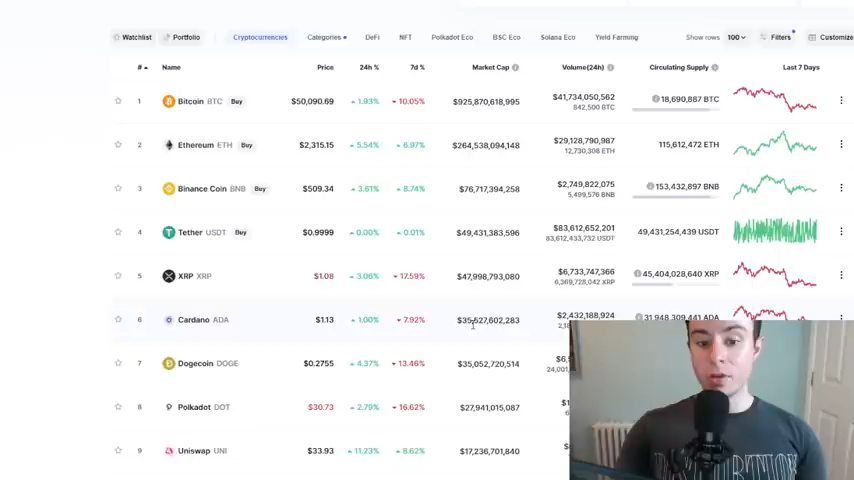 Watchlist Portfolio Cryptocurrencies Categories DeFi NFT Polkadot Eco BSC Eco Solana Eco Yield Farming Show rows 100 Filters Customize
# Name Price 24h % 7d % Market Cap Volume(24h) Circulating Supply Last 7 Days
1 Bitcoin BTC Buy $50,090.69 1.93% 10.05% $925,870,618,995 $41,734,050,562 18,690,887 BTC
842,500 BTC
2 Ethereum ETH Buy $2,315.15 5.54% 6.97% $264,538,094,148 $29,128,790,987 115,612,472 ETH
12,730,308 ETH
3 Binance Coin BNB Buy $509.34 3.61% 8.74% $76,717,394,258 $2,749,822,075 153,432,897 BNB
5,499,576 BNB
4 Tether USDT Buy $0.9999 0.00% 0.01% $49,431,383,596 $83,612,652,201 49,431,254,439 USDT
83,612,433,732 USDT
5 XRP XRP $1.08 3.06% 17.59% $47,998,793,080 $6,733,747,366 45,404,028,640 XRP
6,369,728,042 XRP
6 Cardano ADA $1.13 1.00% 7.92% $35,527,602,283 $2,432,188,924 31,948,309,441 ADA
7 Dogecoin DOGE $0.2755 4.37% 13.46% $35,052,720,514
8 Polkadot DOT $30.73 2.79% 16.62% $27,941,015,087
9 Uniswap UNI $33.93 11.23% 8.62% $17,236,701,840